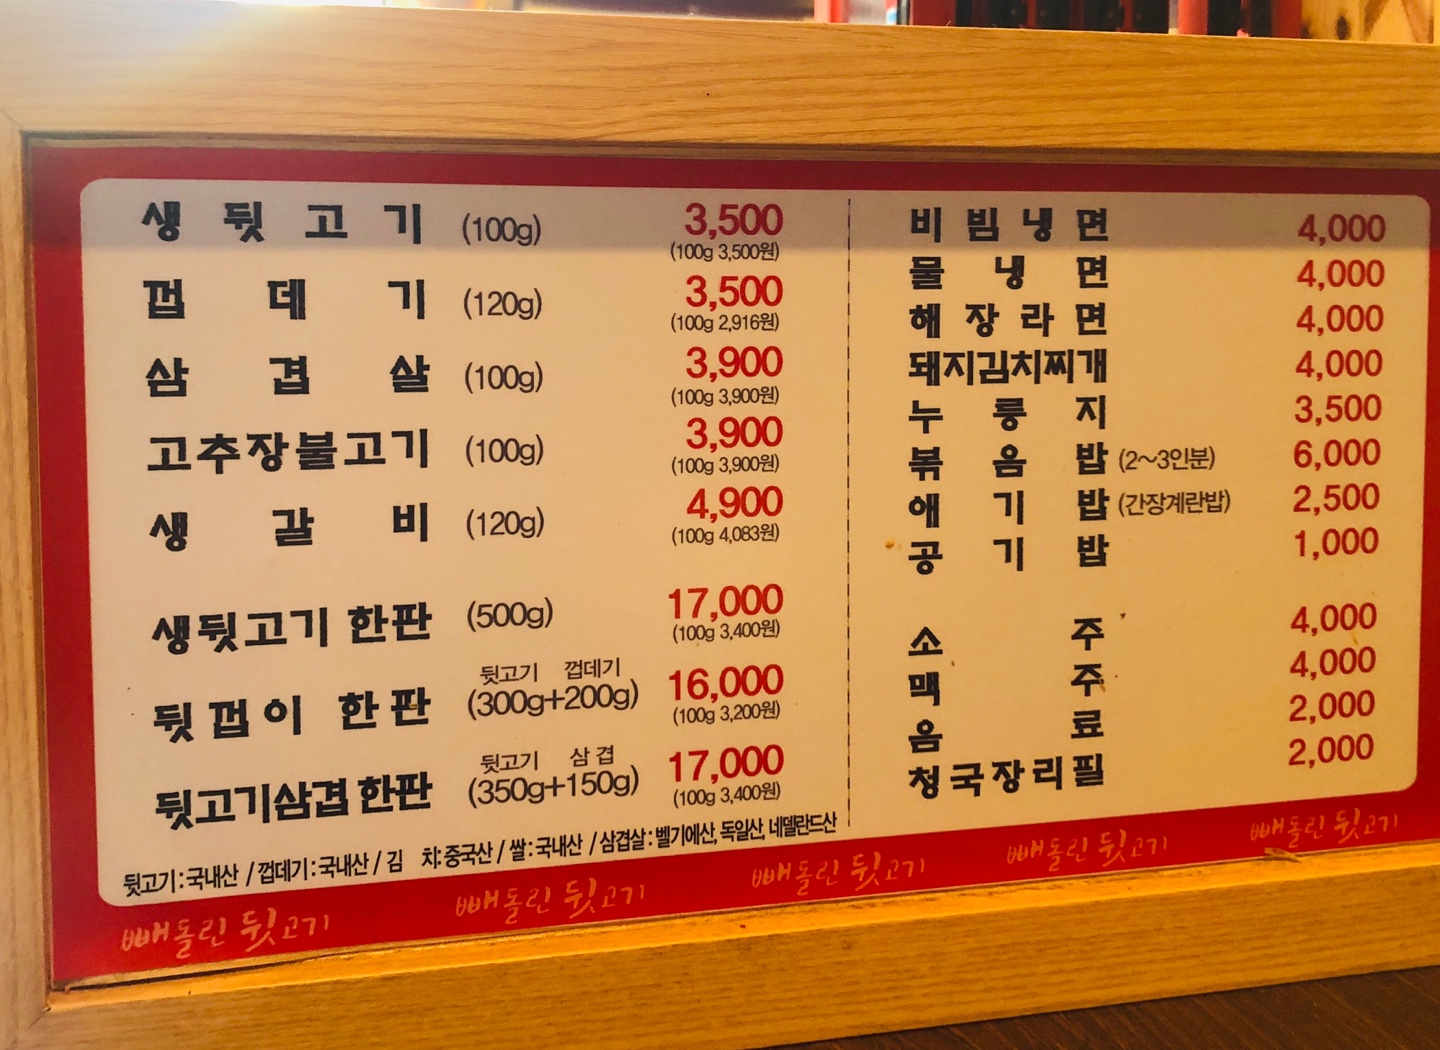 생뒷고기 (100g) 3,500
(100g 3,500원)
껍데기 (120g) 3,500
(100g 2,916원)
삼겹살 (100g) 3,900
(100g 3,900원)
고추장불고기 (100g) 3,900
(100g 3,900원)
생갈비 (120g) 4,900
(100g 4,083원)
생뒷고기 한판 (500g) 17,000
(100g 3,400원)
뒷고기 껍데기
뒷껍이 한판 (300g+200g) 16,000
(100g 3,200원)
뒷고기 삼겹
뒷고기삼겹 한판 (350g+150g) 17,000
(100g 3,400원)
뒷고기:국내산 / 껍데기:국내산 / 김 치:중국산 / 쌀:국내산 / 삼겹살:벨기에산, 독일산, 네델란드산
비빔냉면 4,000
물냉면 4,000
해장라면 4,000
돼지김치찌개 4,000
누룽지 3,500
볶음밥 (2~3인분) 6,000
애기밥 (간장계란밥) 2,500
공기밥 1,000
소주 4,000
맥주 4,000
음료 2,000
청국장리필 2,000
빼돌린 뒷고기 빼돌린 뒷고기 빼돌린 뒷고기 빼돌린 뒷고기 빼돌린 뒷고기